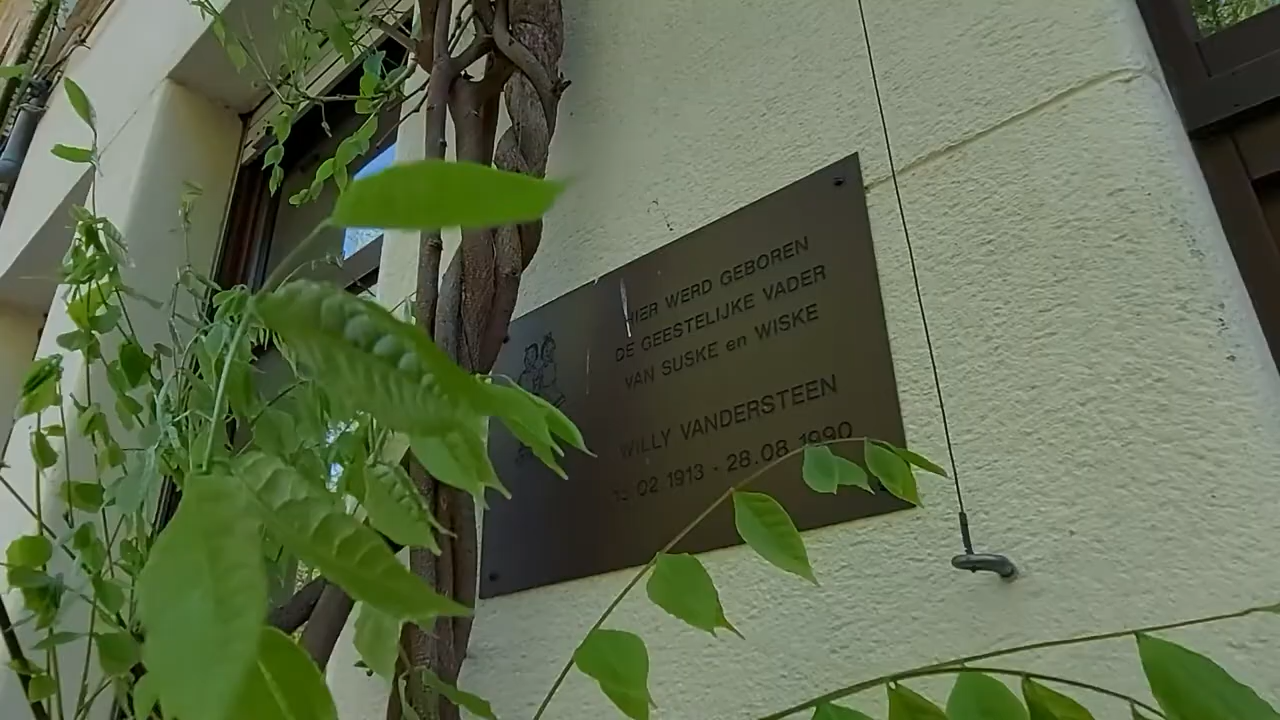 HIER WERD GEBOREN
DE GEESTELIJKE VADER
VAN SUSKE en WISKE
WILLY VANDERSTEEN
02 1913 - 28.08.1990